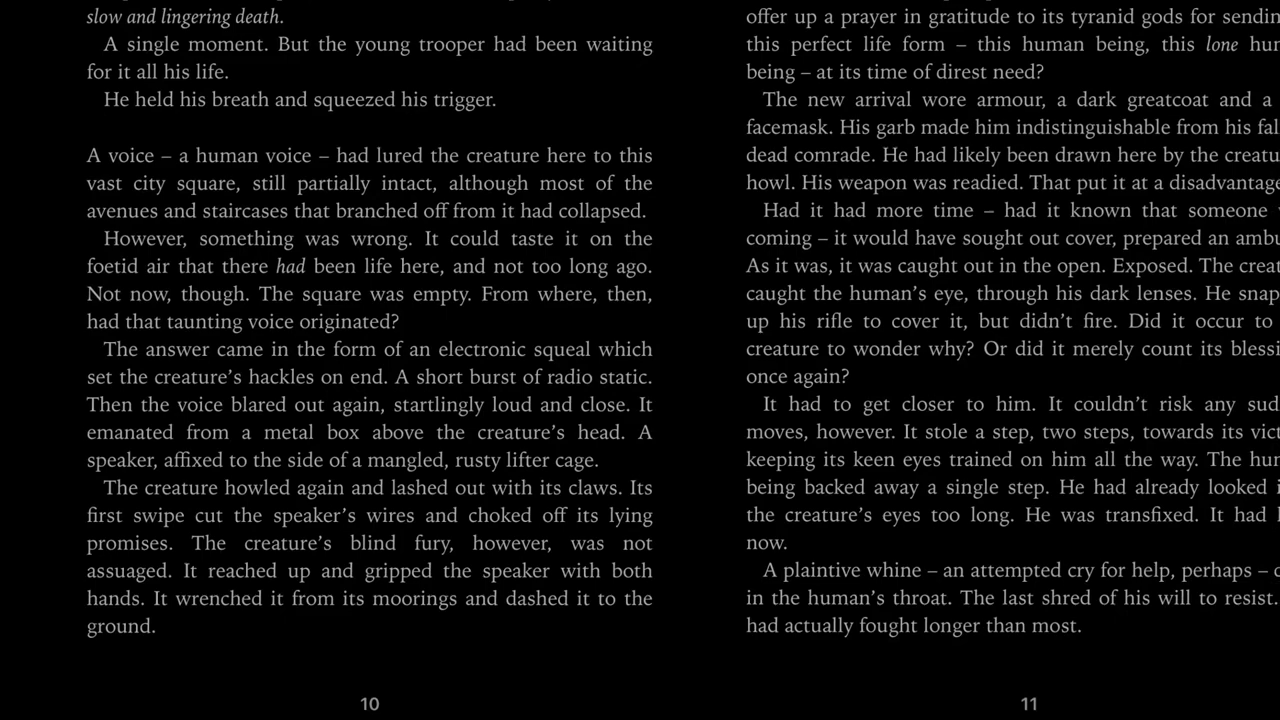 slow and lingering death.
A single moment. But the young trooper had been waiting
for it all his life.
He held his breath and squeezed his trigger.
A voice – a human voice – had lured the creature here to this
vast city square, still partially intact, although most of the
avenues and staircases that branched off from it had collapsed.
However, something was wrong. It could taste it on the
foetid air that there had been life here, and not too long ago.
Not now, though. The square was empty. From where, then,
had that taunting voice originated?
The answer came in the form of an electronic squeal which
set the creature's hackles on end. A short burst of radio static.
Then the voice blared out again, startlingly loud and close. It
emanated from a metal box above the creature's head. A
speaker, affixed to the side of a mangled, rusty lifter cage.
The creature howled again and lashed out with its claws. Its
first swipe cut the speaker's wires and choked off its lying
promises. The creature's blind fury, however, was not
assuaged. It reached up and gripped the speaker with both
hands. It wrenched it from its moorings and dashed it to the
ground.
10
offer up a prayer in gratitude to its tyranid gods for
this perfect life form – this human being, this lone
being – at its time of direst need?
The new arrival wore armour, a dark greatcoat and a
facemask. His garb made him indistinguishable from his
dead comrade. He had likely been drawn here by the
howl. His weapon was readied. That put it at a disadvantage
Had it had more time – had it known that someone
coming – it would have sought out cover, prepared an
As it was, it was caught out in the open. Exposed. The
caught the human's eye, through his dark lenses. He
up his rifle to cover it, but didn't fire. Did it occur to
creature to wonder why? Or did it merely count its
once again?
It had to get closer to him. It couldn't risk any
moves, however. It stole a step, two steps, towards its
keeping its keen eyes trained on him all the way. The
being backed away a single step. He had already looked
the creature's eyes too long. He was transfixed. It had
now.
A plaintive whine – an attempted cry for help, perhaps –
in the human's throat. The last shred of his will to resist.
had actually fought longer than most.
11